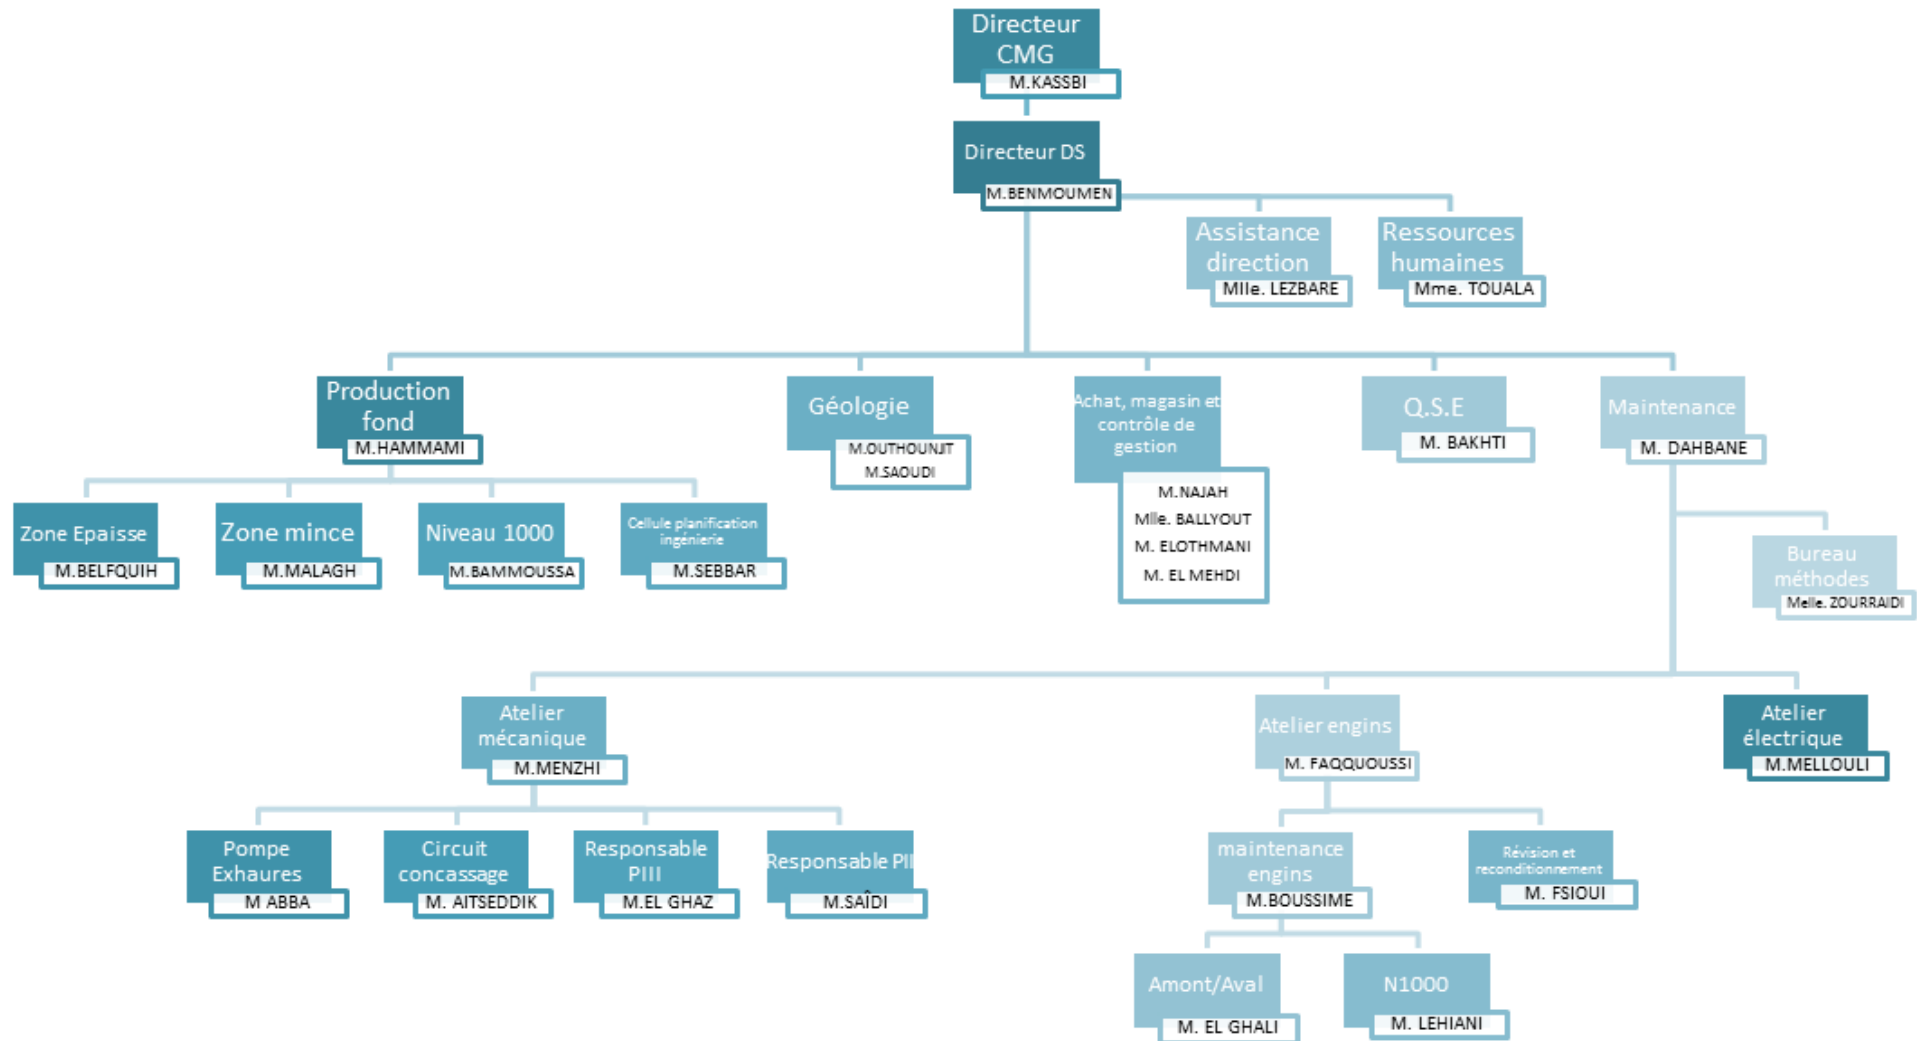 Directeur
CMG
M.KASSBI
Directeur DS
M.BENMOUMEN
Assistance
direction
Mlle. LEZBARE
Ressources
humaines
Mme. TOUALA
Production
fond
M.HAMMAMI
Géologie
M.OUTHOUNJIT
M.SAOUDI
Achat, magasin et
contrôle de
gestion
M.NAJAH
Mlle. BALLYOUT
M. ELOTHMANI
M. EL MEHDI
Q.S.E
M. BAKHTI
Maintenance
M. DAHBANE
Zone Epaisse
M.BELFQUIH
Zone mince
M.MALAGH
Niveau 1000
M.BAMMOUSSA
Cellule planification
ingénierie
M.SEBBAR
Bureau
méthodes
Melle. ZOURRAIDI
Atelier
mécanique
M.MENZHI
Atelier engins
M. FAQQUOUSSI
Atelier
électrique
M.MELLOULI
Pompe
Exhaures
M ABBA
Circuit
concassage
M. AITSEDDIK
Responsable
PIII
M.EL GHAZ
Responsable PII
M.SAÎDI
maintenance
engins
M.BOUSSIME
Révision et
reconditionnement
M. FSIOUI
Amont/Aval
M. EL GHALI
N1000
M. LEHIANI